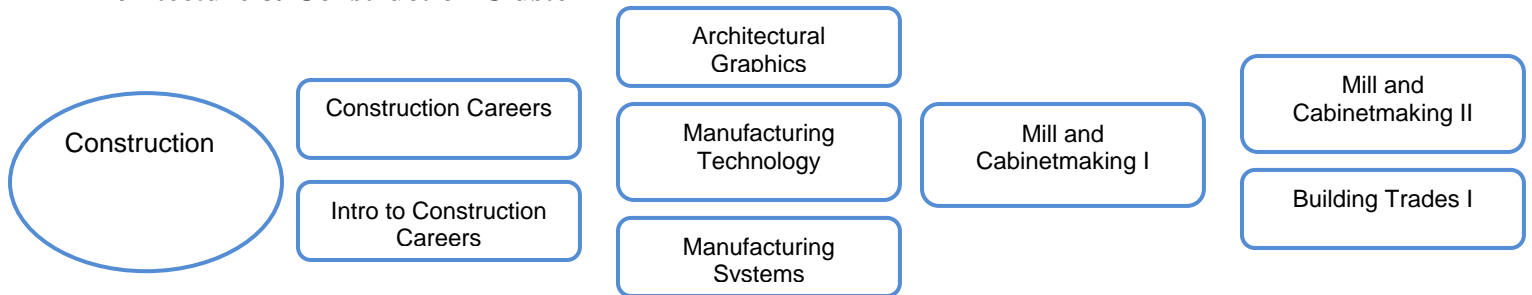 Construction
Construction Careers
Intro to Construction
Careers
Architectural
Graphics
Manufacturing
Technology
Manufacturing
Systems
Mill and
Cabinetmaking I
Mill and
Cabinetmaking II
Building Trades I